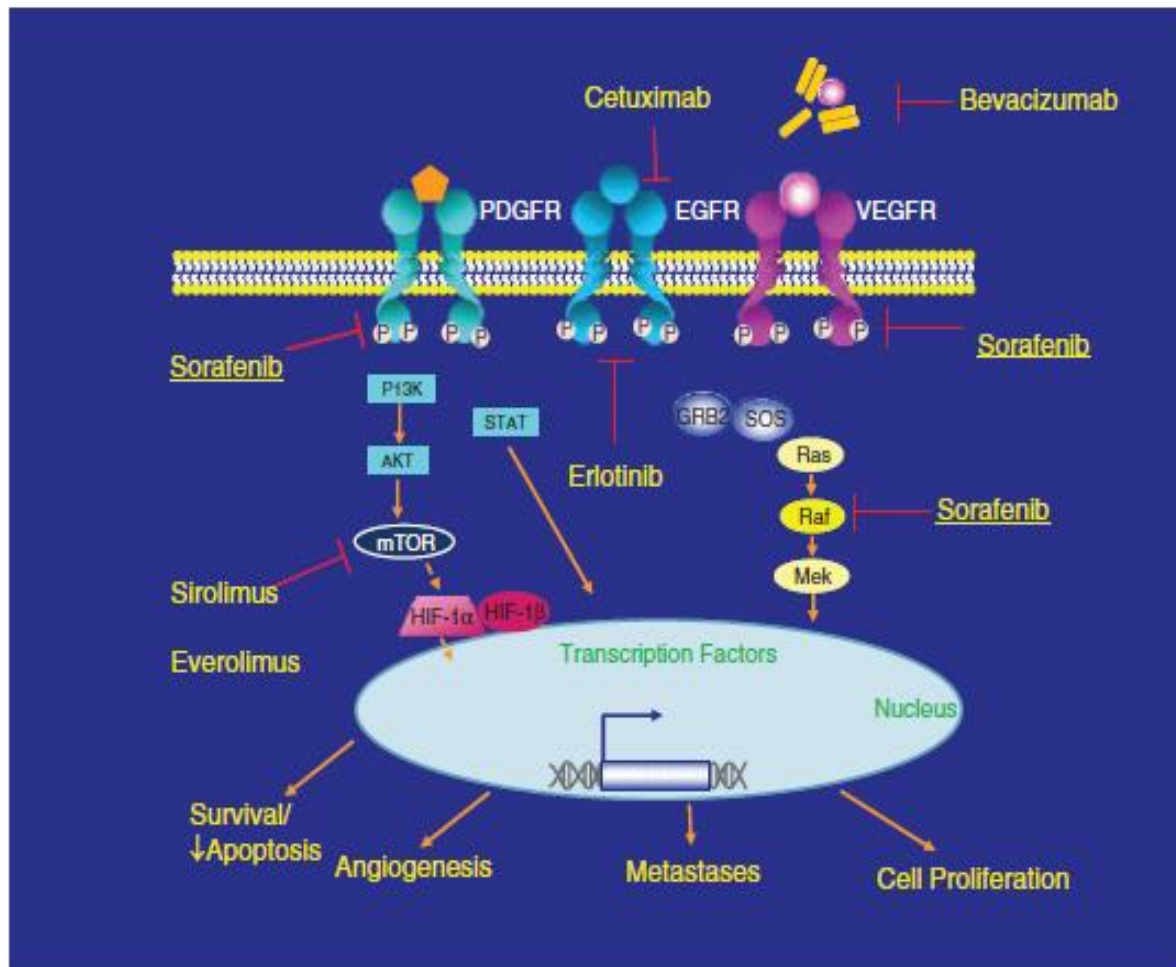 Cetuximab
Bevacizumab
PDGFR
EGFR
VEGFR
P P P P
P P P P
P P P P
Sorafenib
Sorafenib
P13K
STAT
GRB2
SOS
AKT
Erlotinib
Ras
Raf
Sorafenib
mTOR
Mek
Sirolimus
HIF-1α
HIF-1β
Everolimus
Transcription Factors
Nucleus
Survival/
↓Apoptosis
Angiogenesis
Metastases
Cell Proliferation